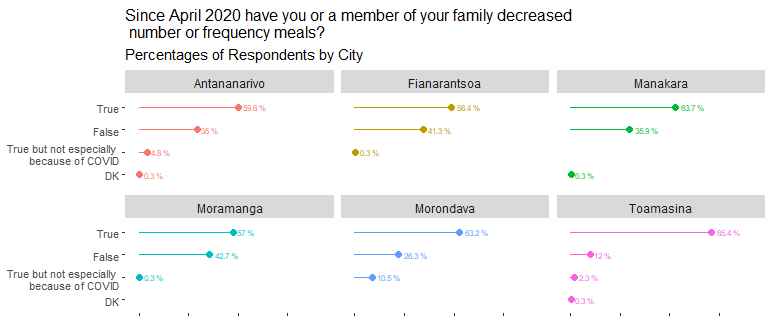 Since April 2020 have you or a member of your family decreased
number or frequency meals?
Percentages of Respondents by City
Antananarivo
Fianarantsoa
Manakara
True
59.8 %
58.4 %
63.7 %
False
35 %
41.3 %
35.9 %
True but not especially
because of COVID
4.8 %
0.3 %
DK
0.3 %
0.3 %
Moramanga
Morondava
Toamasina
True
57 %
63.2 %
85.4 %
False
42.7 %
26.3 %
12 %
True but not especially
because of COVID
0.3 %
10.5 %
2.3 %
DK
0.3 %